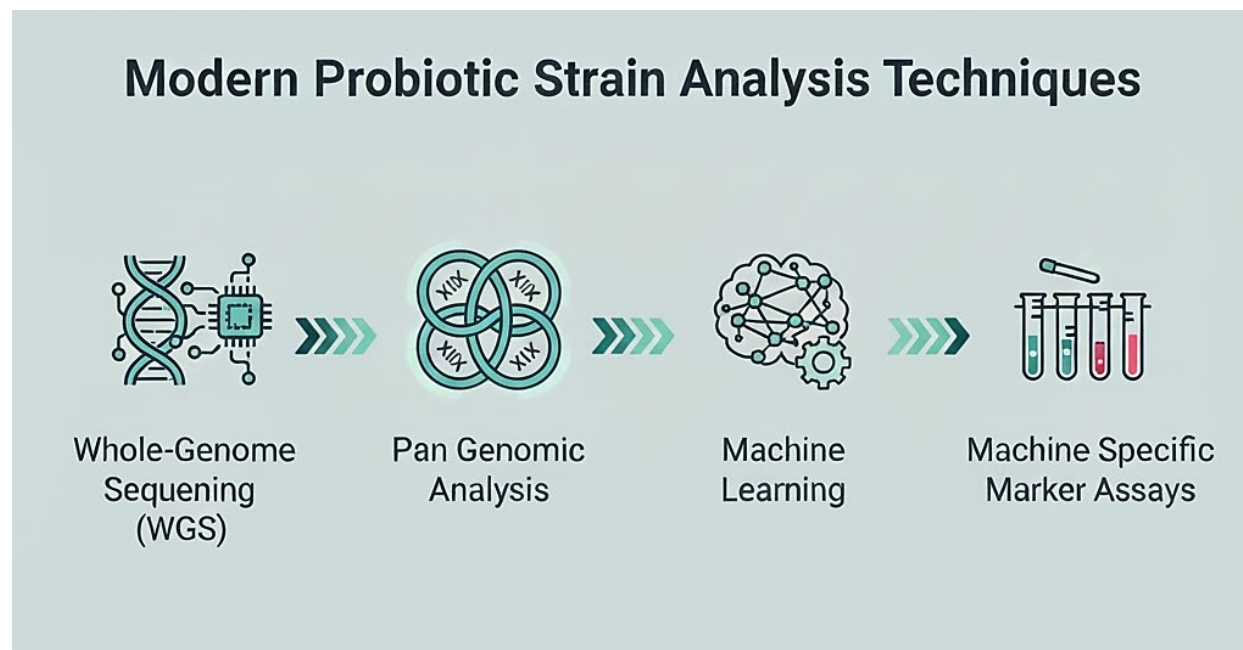 Modern Probiotic Strain Analysis Techniques
Whole-Genome
Sequening
(WGS)
Pan Genomic
Analysis
Machine
Learning
Machine Specific
Marker Assays